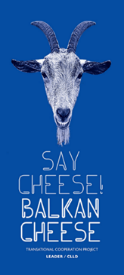 SAY
CHEESE!
BALKAN
CHEESE
TRANSNATIONAL COOPERATION PROJECT
LEADER / CLLD